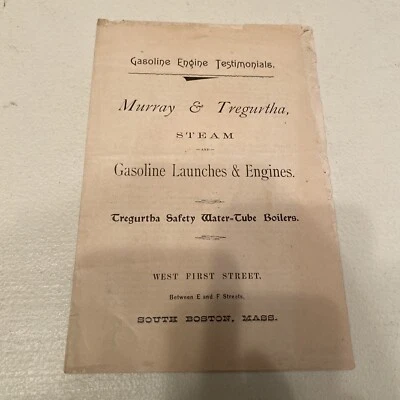 Gasoline Engine Testimonials.
Murray & Tregurtha,
STEAM
AND
Gasoline Launches & Engines.
Tregurtha Safety Water-Tube Boilers.
WEST FIRST STREET,
Between E and F Streets,
SOUTH BOSTON, MASS.